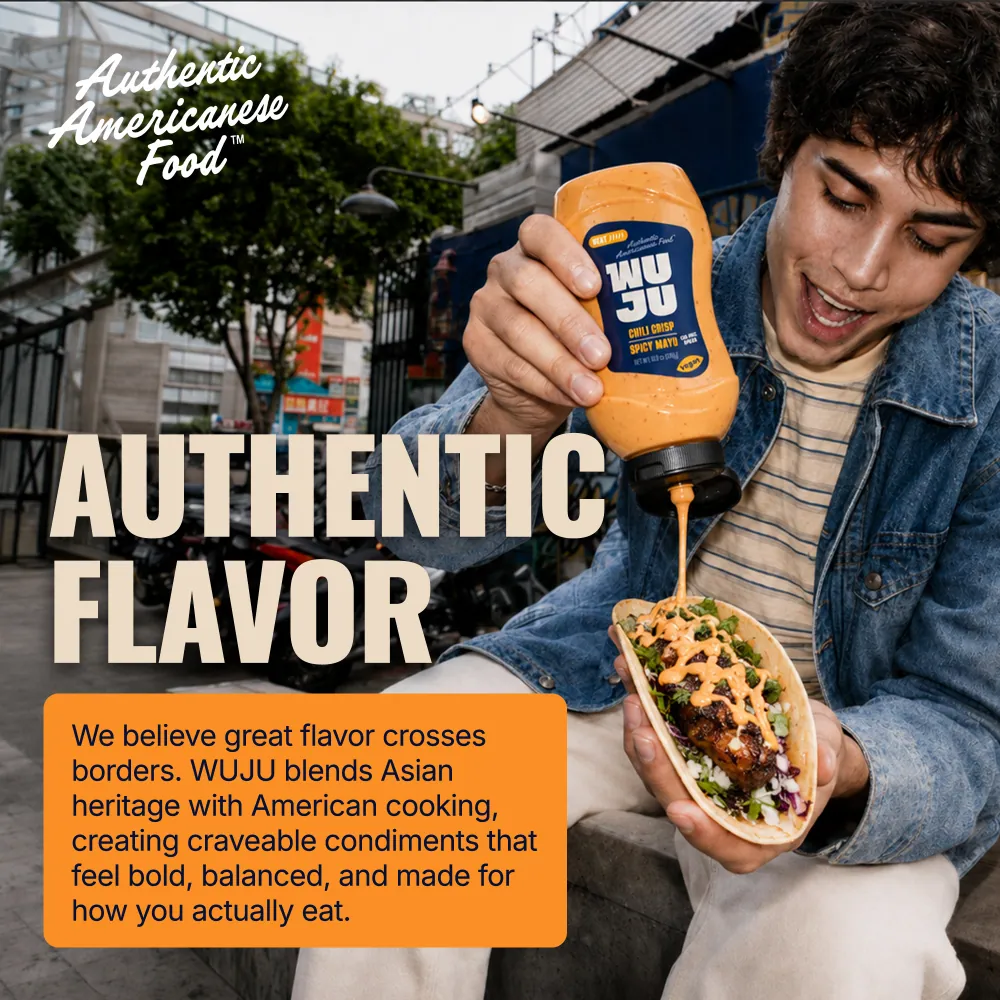 Authentic
Americanese
Food™
HEAT
Authentic
Americanese Food™
WU
JU
CHILI CRISP
SPICY MAYO
vegan
AUTHENTIC
FLAVOR
We believe great flavor crosses
borders. WUJU blends Asian
heritage with American cooking,
creating craveable condiments that
feel bold, balanced, and made for
how you actually eat.